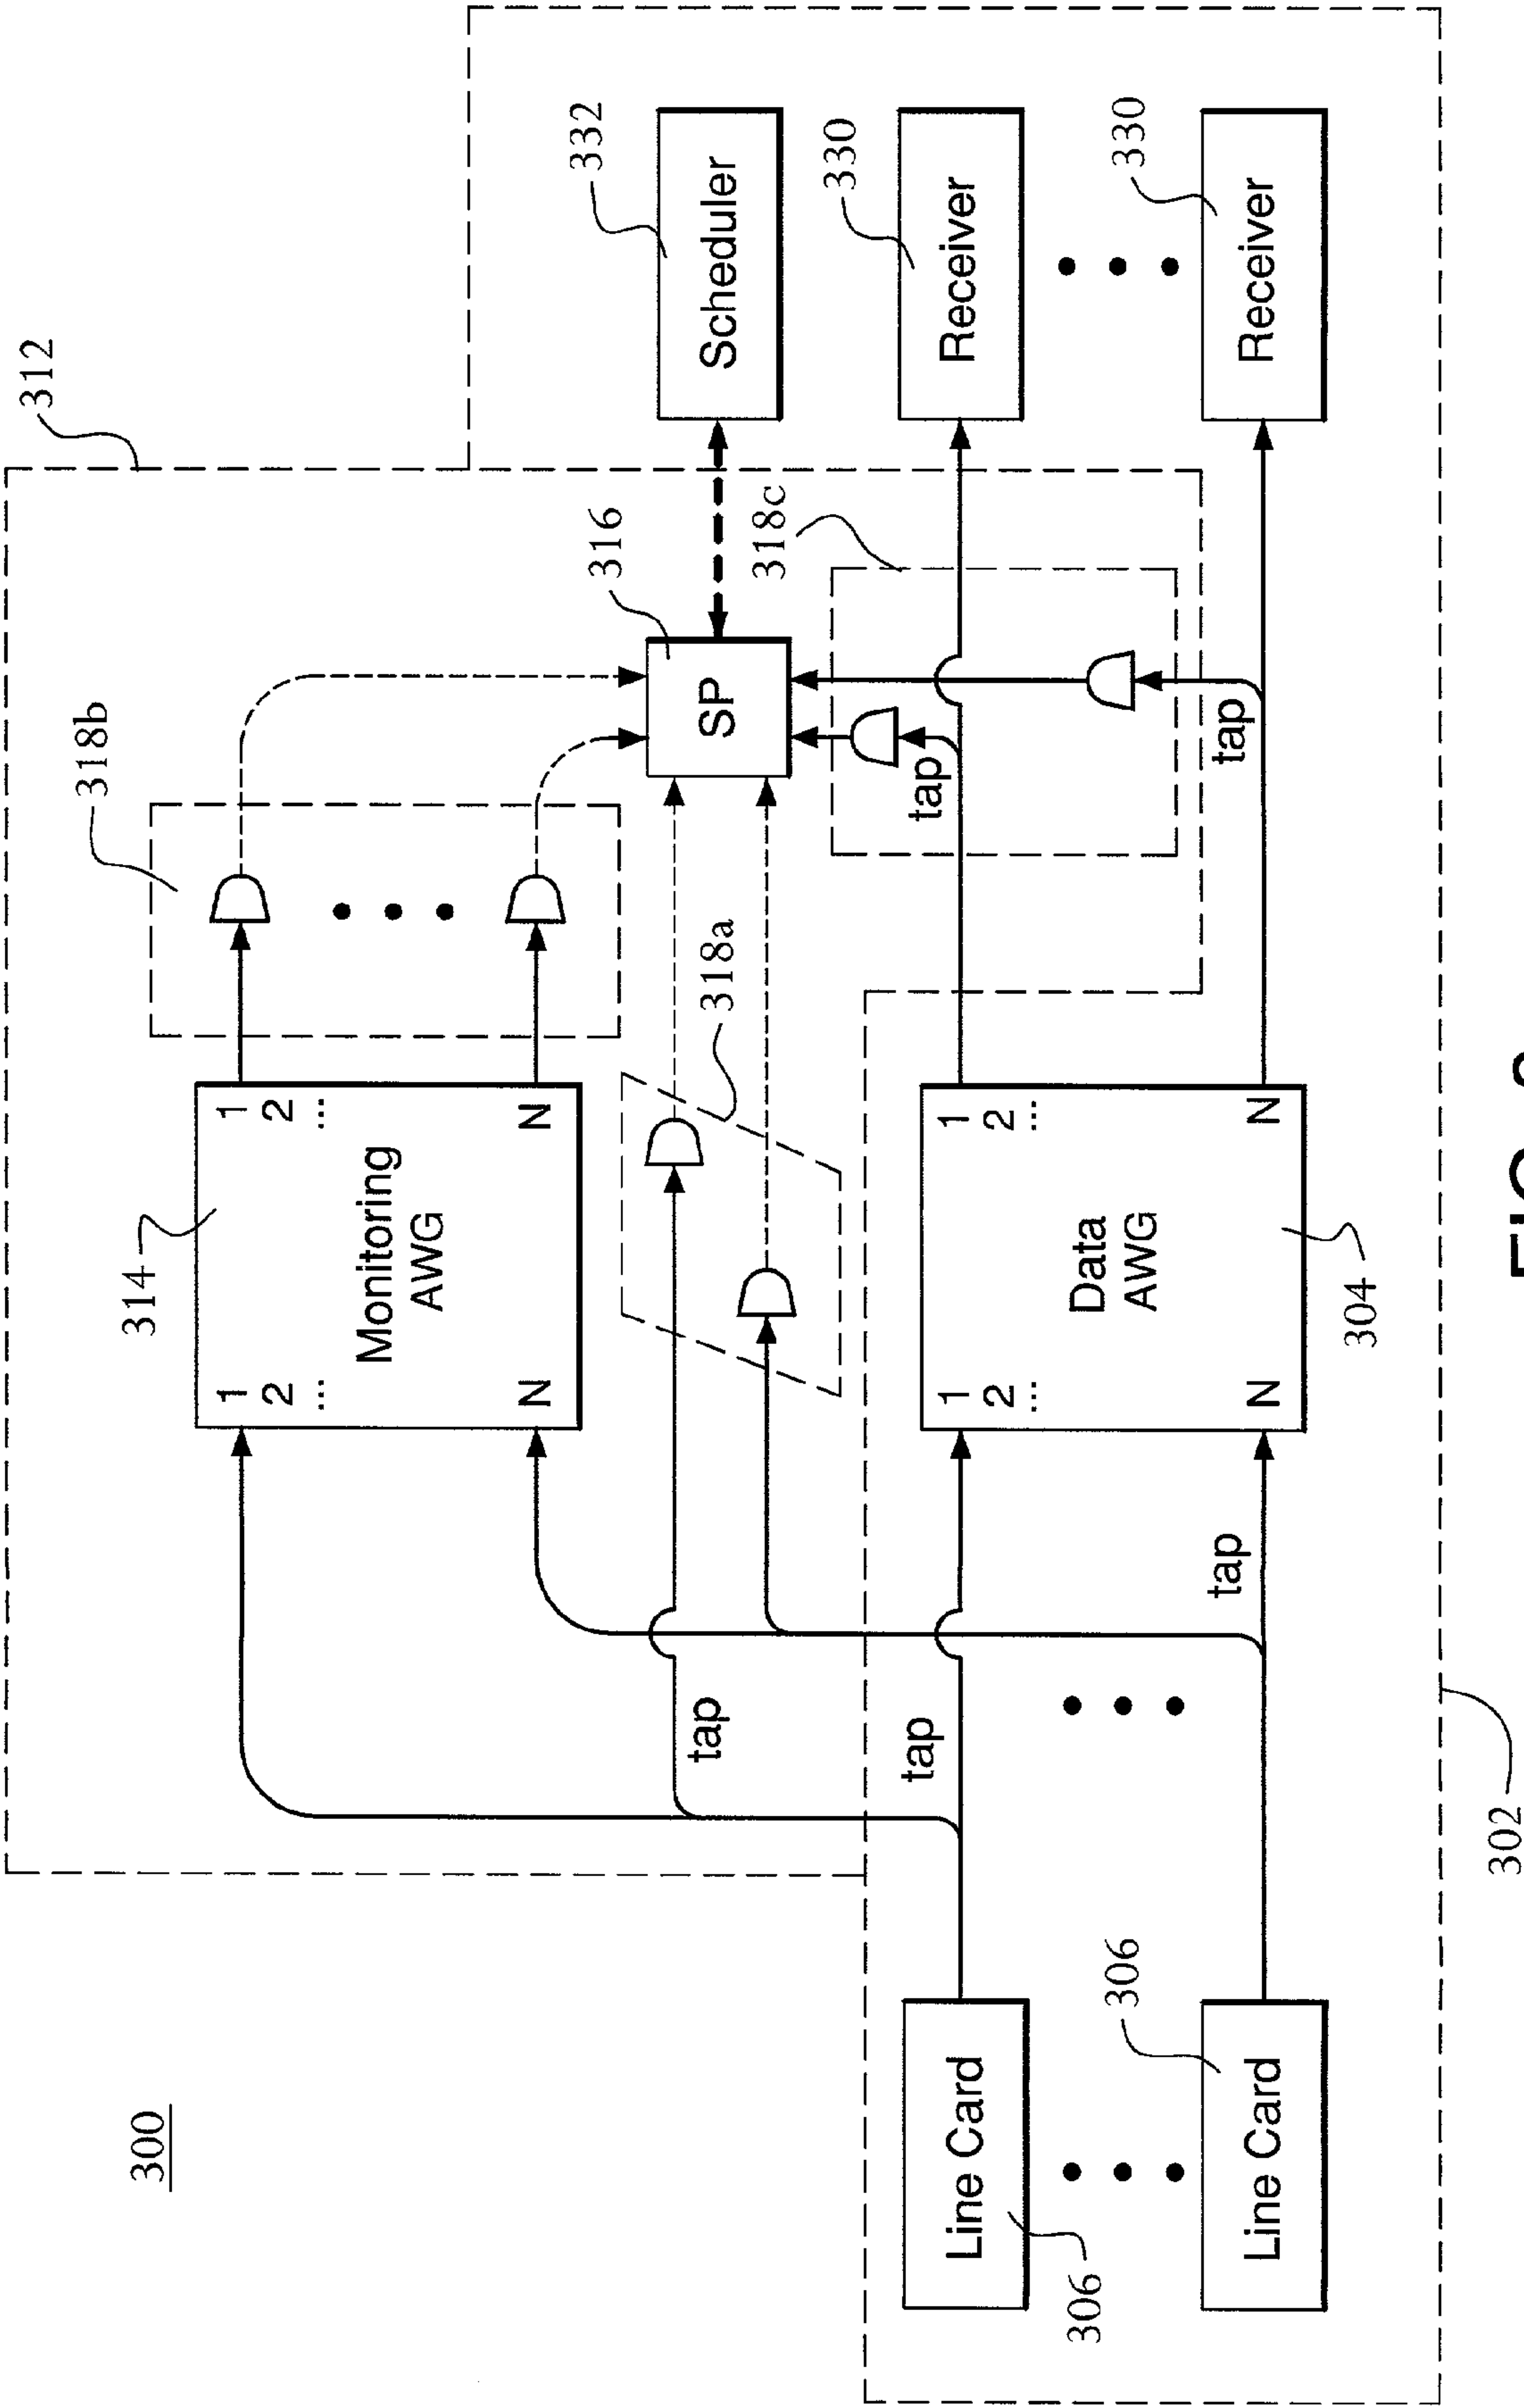 300
312
318b
314
1
2
...
N
Monitoring
AWG
1
2
...
N
316
SP
332
Scheduler
tap
318a
318c
330
Receiver
tap
tap
1
2
...
N
Data
AWG
1
2
...
N
304
306
Line Card
306
Line Card
tap
tap
330
Receiver
302